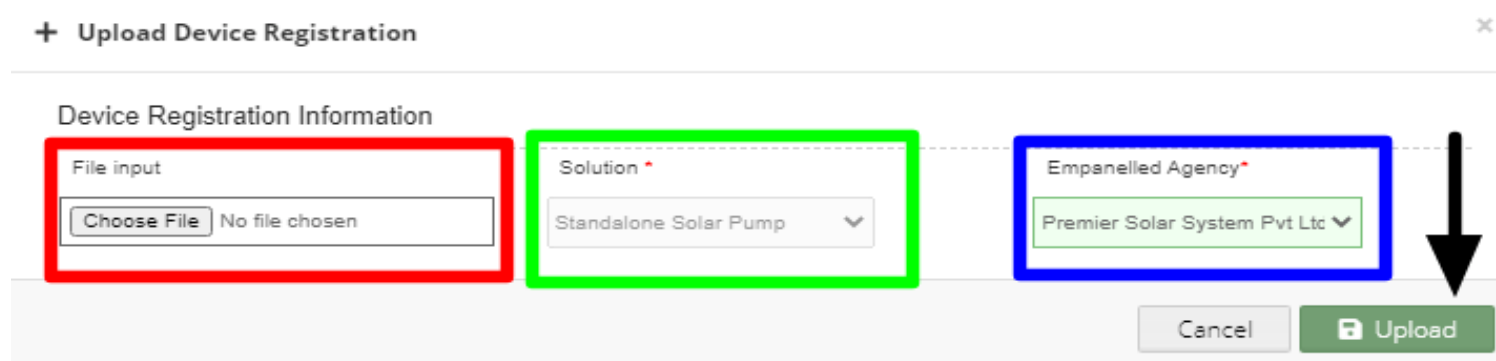 + Upload Device Registration ×
Device Registration Information
File input Solution * Empanelled Agency*
Choose File No file chosen Standalone Solar Pump Premier Solar System Pvt Ltd
Cancel Upload